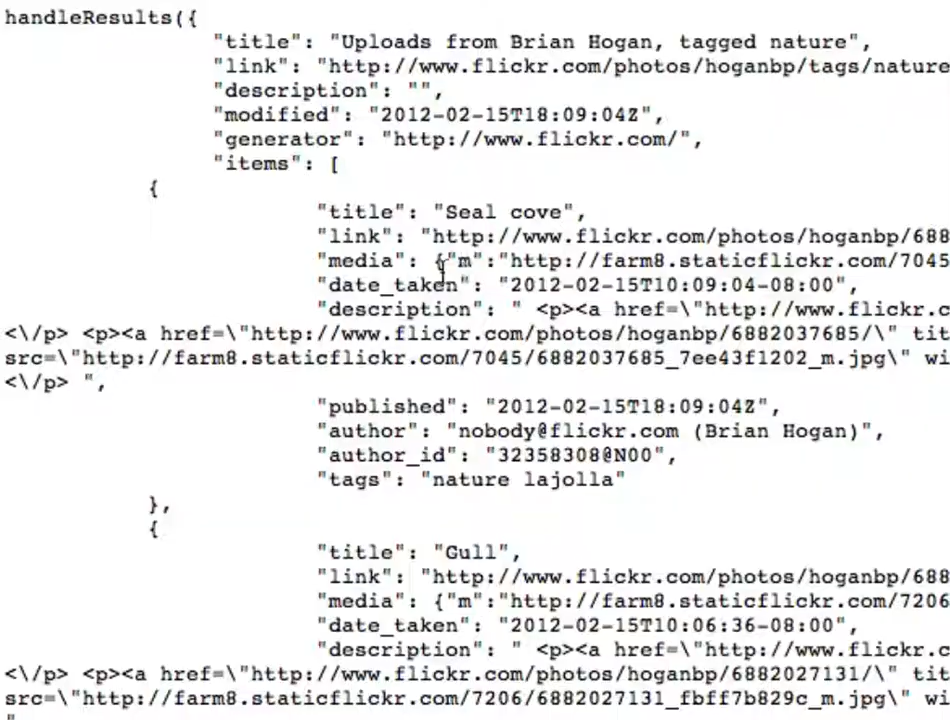 handleResults({
"title": "Uploads from Brian Hogan, tagged nature",
"link": "http://www.flickr.com/photos/hoganbp/tags/nature
"description": "",
"modified": "2012-02-15T18:09:04Z",
"generator": "http://www.flickr.com/",
"items": [
{
"title": "Seal cove",
"link": "http://www.flickr.com/photos/hoganbp/688
"media": {"m":"http://farm8.staticflickr.com/7045
"date_taken": "2012-02-15T10:09:04-08:00",
"description": " <p><a href=\"http://www.flickr.c
<\/p> <p><a href=\"http://www.flickr.com/photos/hoganbp/6882037685/\" tit
src=\"http://farm8.staticflickr.com/7045/6882037685_7ee43f1202_m.jpg\" wi
<\/p> ",
"published": "2012-02-15T18:09:04Z",
"author": "nobody@flickr.com (Brian Hogan)",
"author_id": "32358308@N00",
"tags": "nature lajolla"
},
{
"title": "Gull",
"link": "http://www.flickr.com/photos/hoganbp/688
"media": {"m":"http://farm8.staticflickr.com/7206
"date_taken": "2012-02-15T10:06:36-08:00",
"description": " <p><a href=\"http://www.flickr.c
<\/p> <p><a href=\"http://www.flickr.com/photos/hoganbp/6882027131/\" tit
src=\"http://farm8.staticflickr.com/7206/6882027131_fbff7b829c_m.jpg\" wi